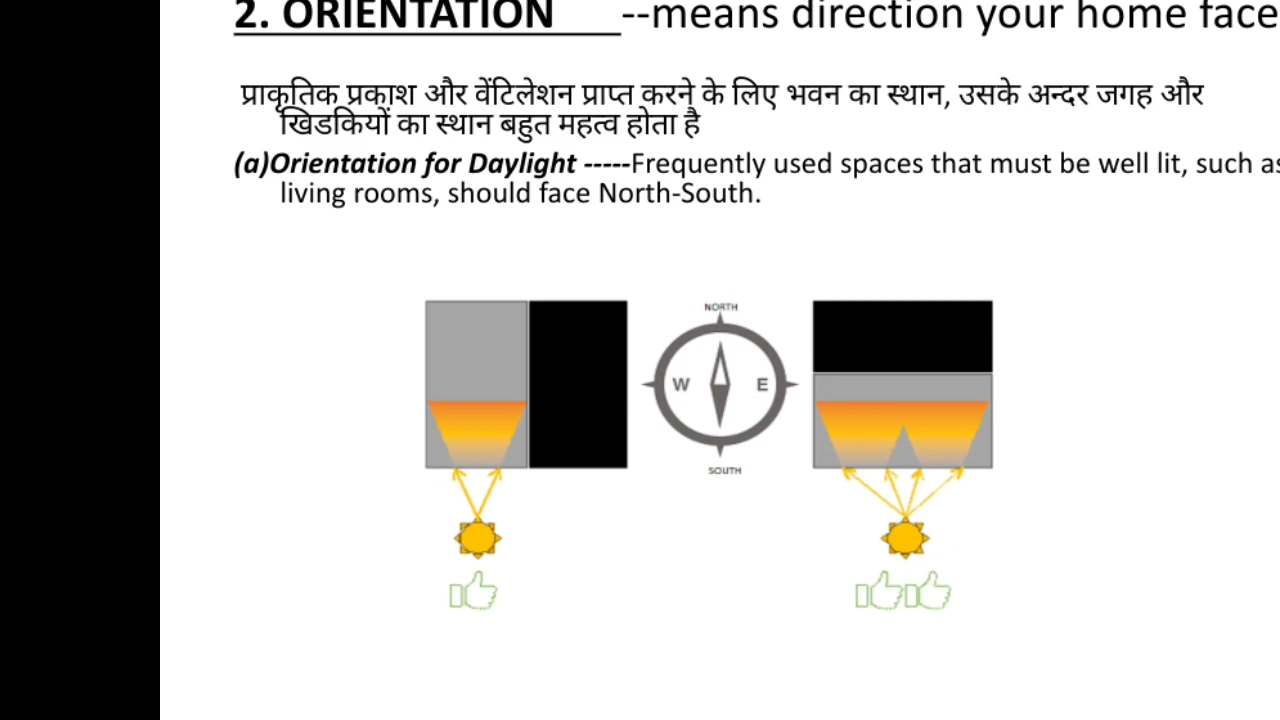 2. ORIENTATION --means direction your home face
प्राकृतिक प्रकाश और वेंटिलेशन प्राप्त करने के लिए भवन का स्थान, उसके अन्दर जगह और
खिडकियों का स्थान बहुत महत्व होता है
(a)Orientation for Daylight -----Frequently used spaces that must be well lit, such as
living rooms, should face North-South.
NORTH
W E
SOUTH